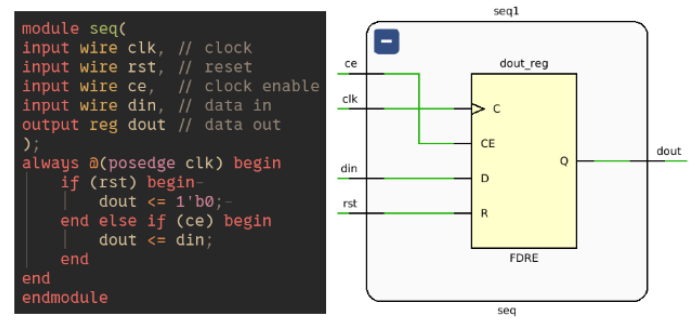 module seq(
input wire clk, // clock
input wire rst, // reset
input wire ce, // clock enable
input wire din, // data in
output reg dout // data out
);
always @(posedge clk) begin
if (rst) begin-
dout <= 1'b0;-
end else if (ce) begin
dout <= din;
end
end
endmodule
seq1
dout_reg
ce
clk
din
rst
C
CE
D
R
Q
dout
FDRE
seq